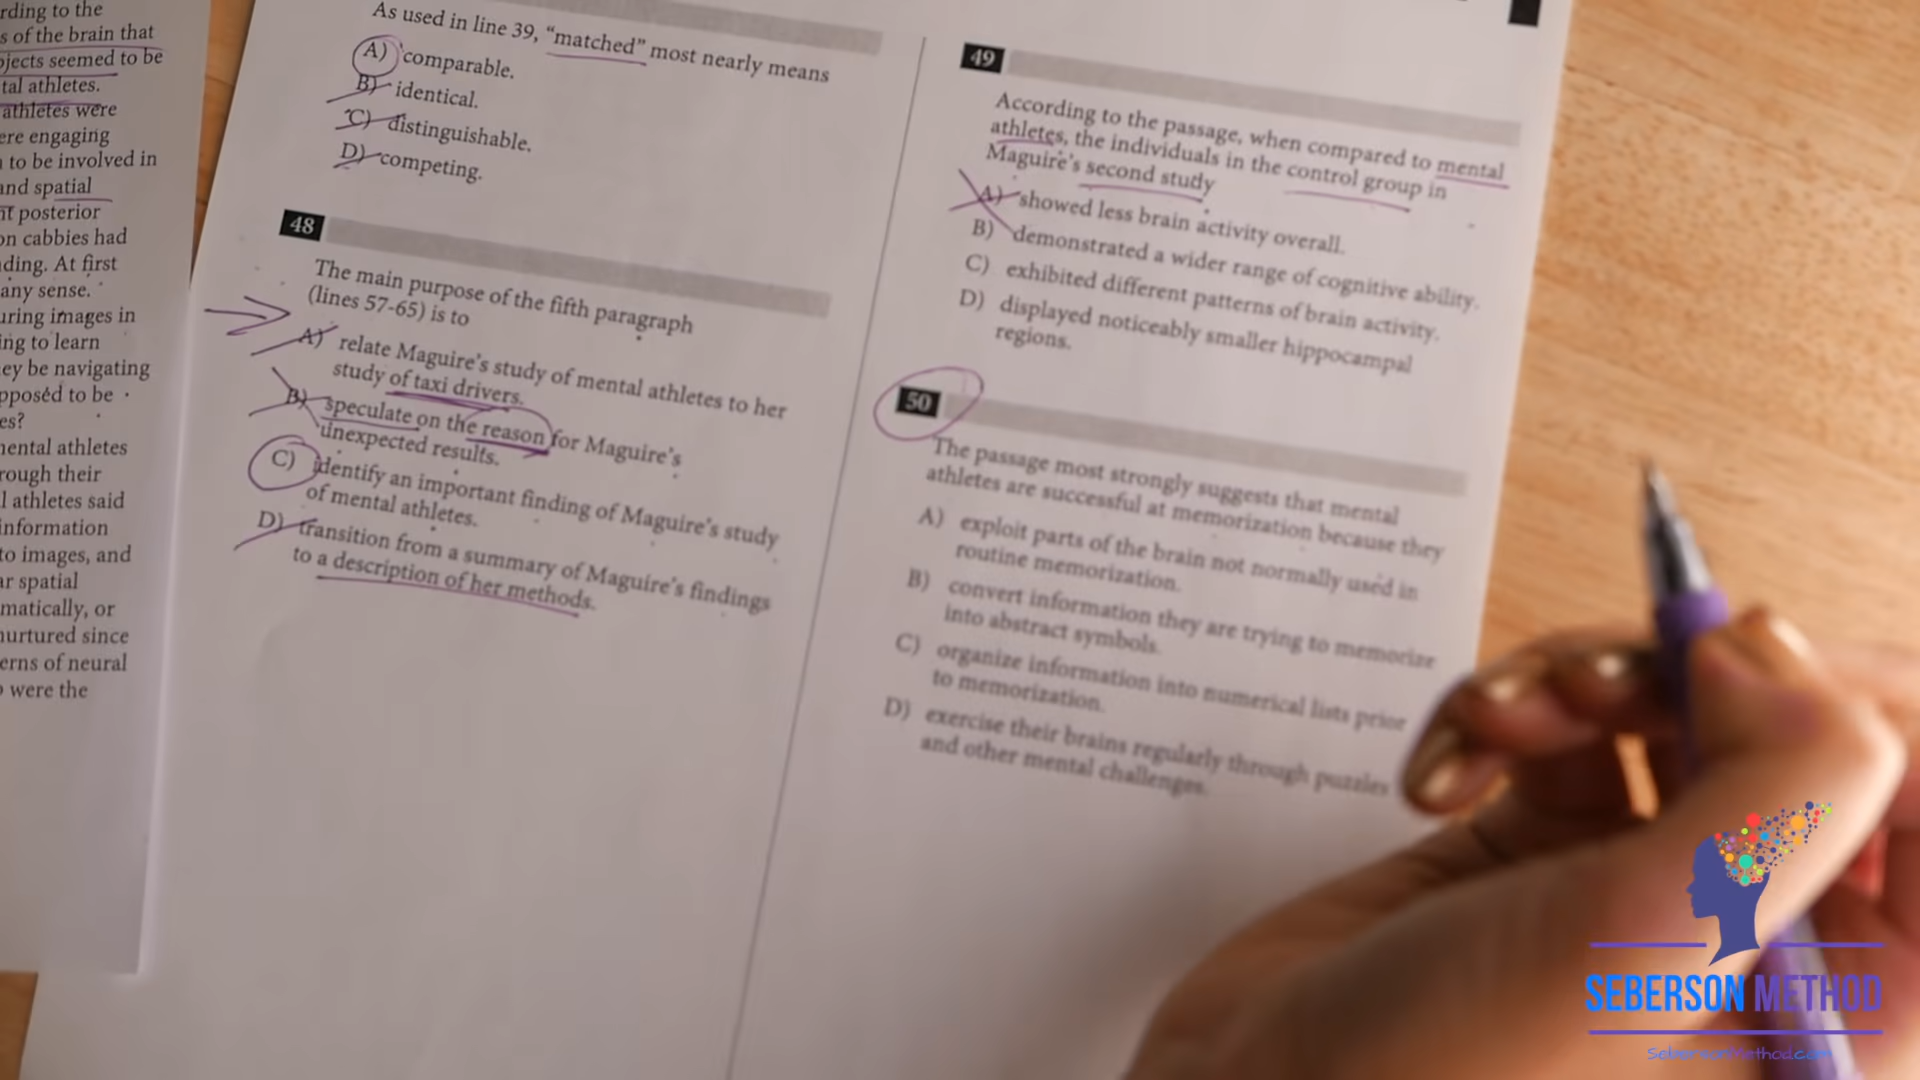 rding to the
s of the brain that
bjects seemed to be
tal athletes.
athletes were
ere engaging
n to be involved in
and spatial
nt posterior
on cabbies had
ding. At first
any sense.
uring images in
ing to learn
ney be navigating
pposed to be
es?
mental athletes
rough their
l athletes said
information
to images, and
ar spatial
matically, or
nurtured since
erns of neural
o were the
As used in line 39, “matched” most nearly means
A) comparable.
B) identical.
C) distinguishable.
D) competing.
48
The main purpose of the fifth paragraph
(lines 57-65) is to
A) relate Maguire’s study of mental athletes to her
study of taxi drivers.
B) speculate on the reason for Maguire’s
unexpected results.
C) identify an important finding of Maguire’s study
of mental athletes.
D) transition from a summary of Maguire’s findings
to a description of her methods.
49
According to the passage, when compared to mental
athletes, the individuals in the control group in
Maguire’s second study
A) showed less brain activity overall.
B) demonstrated a wider range of cognitive ability.
C) exhibited different patterns of brain activity.
D) displayed noticeably smaller hippocampal
regions.
50
The passage most strongly suggests that mental
athletes are successful at memorization because they
A) exploit parts of the brain not normally used in
routine memorization.
B) convert information they are trying to memorize
into abstract symbols.
C) organize information into numerical lists prior
to memorization.
D) exercise their brains regularly through puzzles
and other mental challenges.
SEBERSON METHOD
SebersonMethod.com